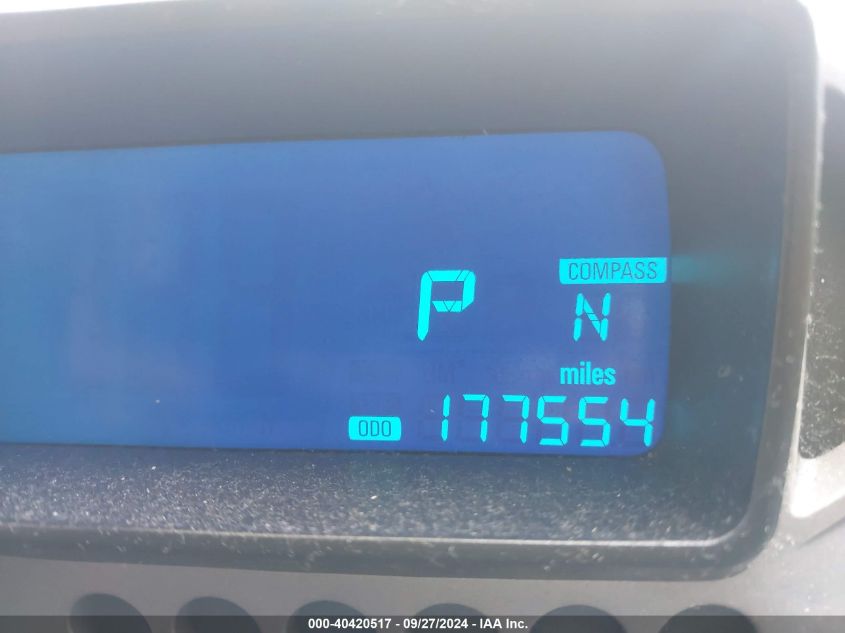 COMPASS
P N
miles
ODO 177554
000-40420517 - 09/27/2024 - IAA Inc.